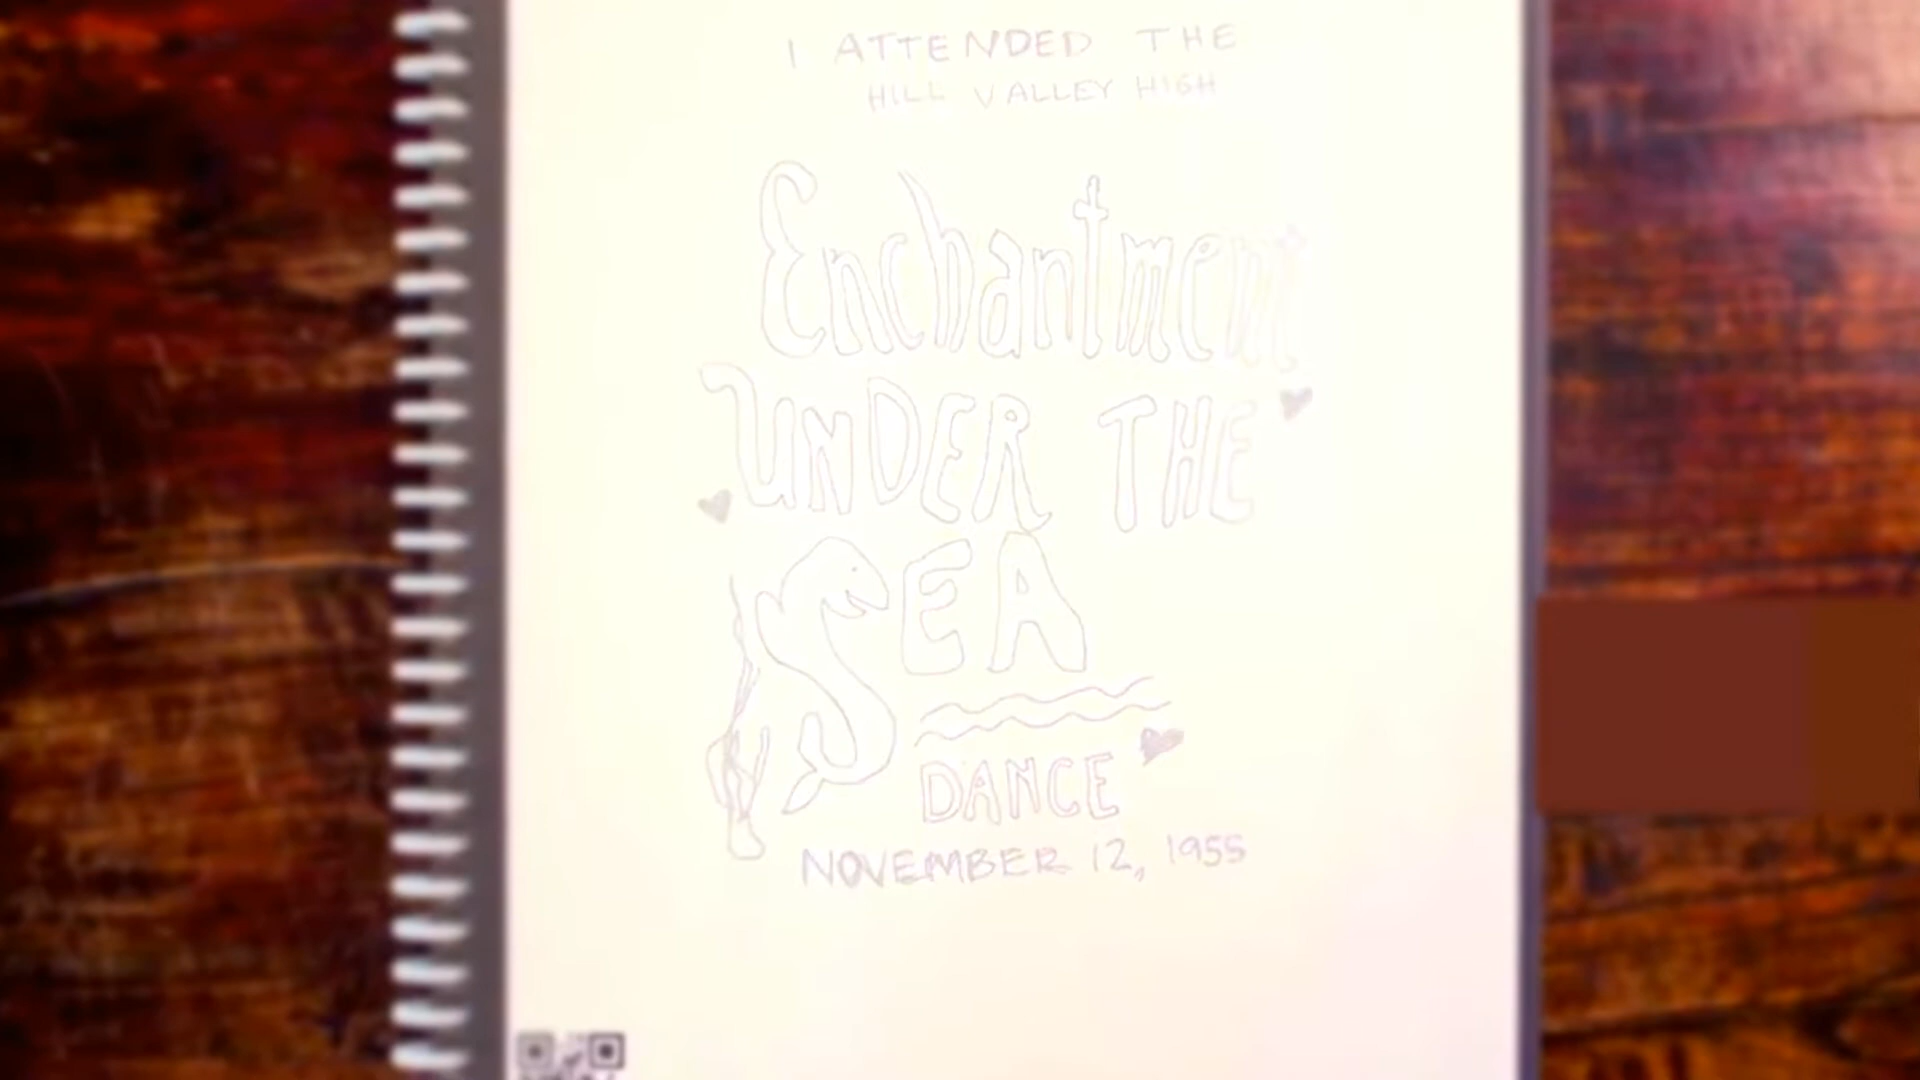 I ATTENDED THE
HILL VALLEY HIGH
Enchantment
UNDER THE
SEA
DANCE
NOVEMBER 12, 1955